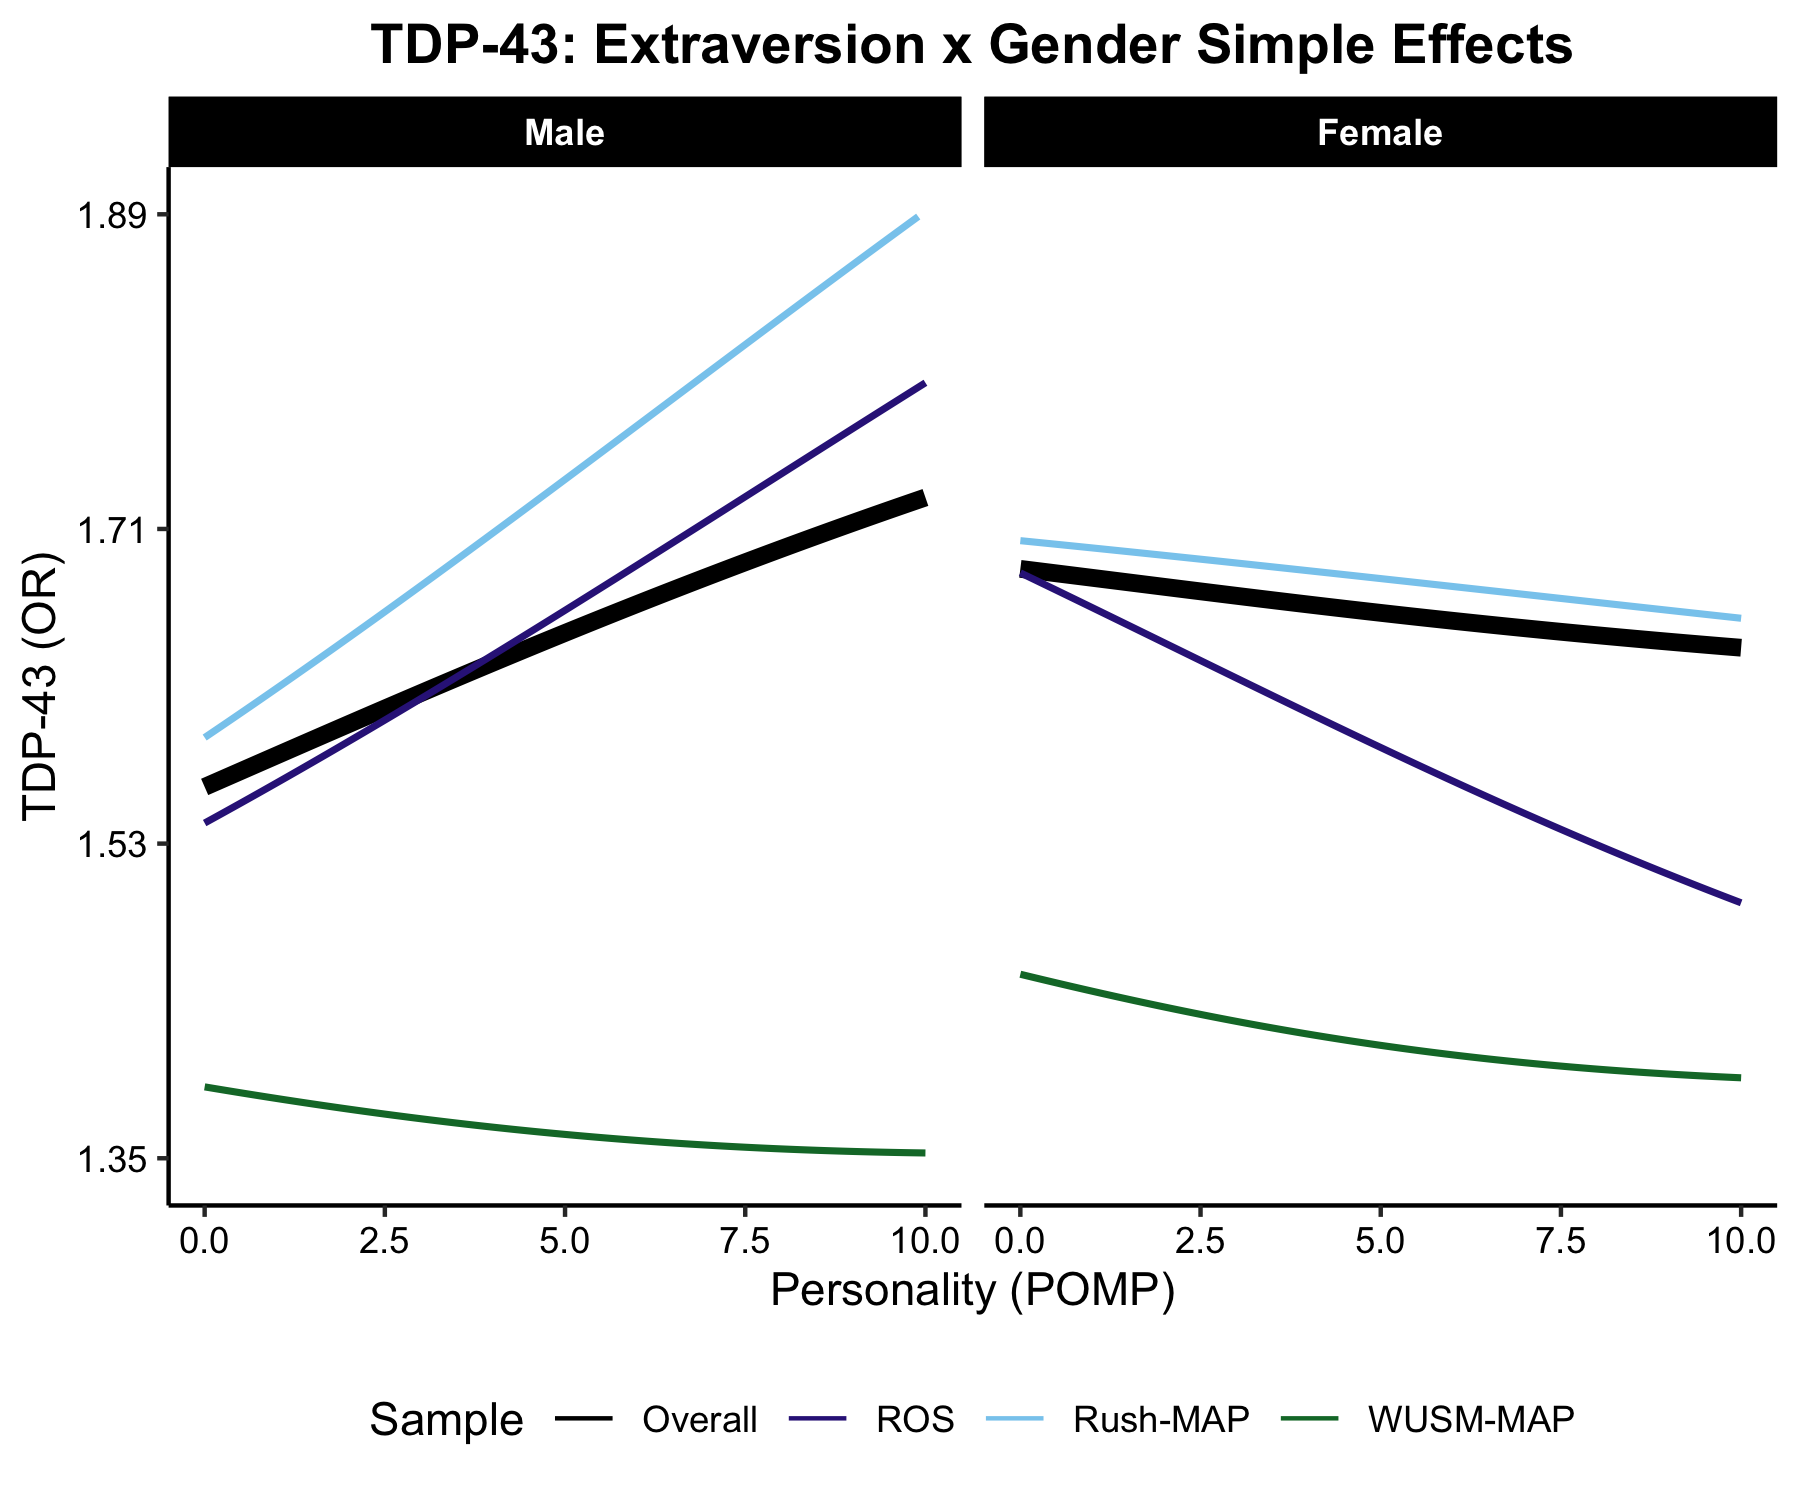 TDP-43: Extraversion x Gender Simple Effects
Male
Female
TDP-43 (OR)
1.89
1.71
1.53
1.35
0.0 2.5 5.0 7.5 10.0
0.0 2.5 5.0 7.5 10.0
Personality (POMP)
Sample Overall ROS Rush-MAP WUSM-MAP